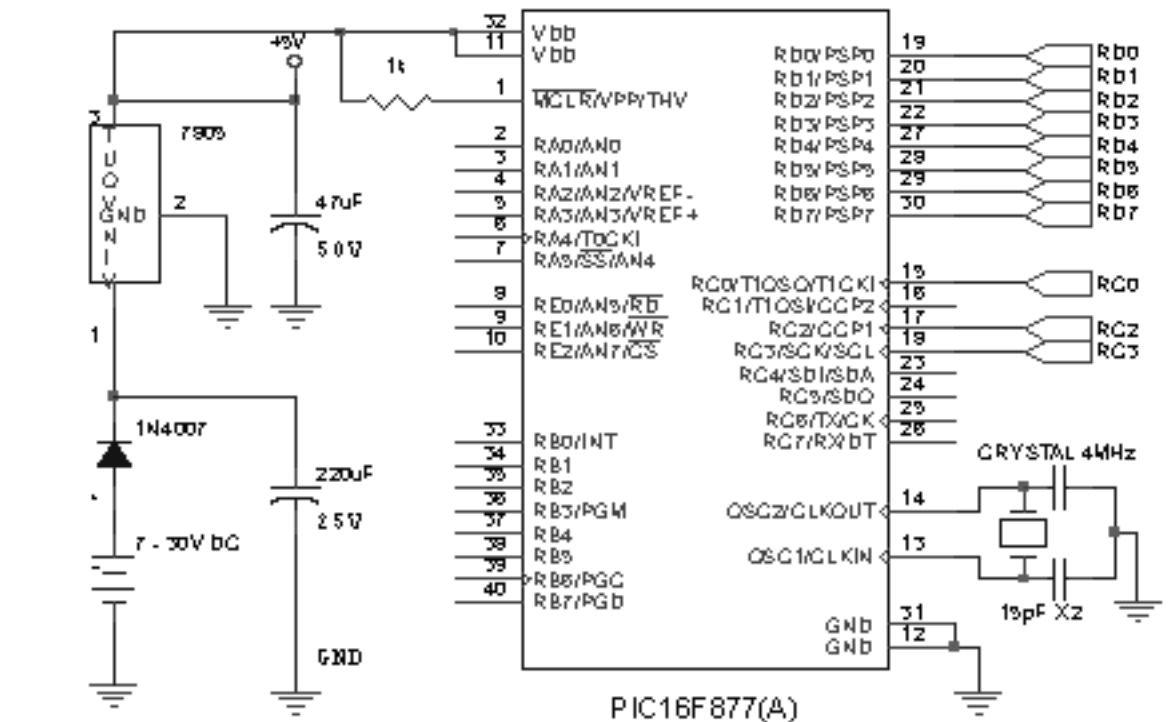 +5V
1k
3
7805
VOUT
GND
VIN
2
1
47uF
50V
1N4007
220uF
25V
7 - 30V DC
GND
32 Vdd
11 Vdd
1 MCLR/VPP/THV
2 RA0/AN0
3 RA1/AN1
4 RA2/AN2/VREF-
5 RA3/AN3/VREF+
6 RA4/T0CKI
7 RA5/SS/AN4
8 RE0/AN5/RD
9 RE1/AN6/WR
10 RE2/AN7/CS
33 RB0/INT
34 RB1
35 RB2
36 RB3/PGM
37 RB4
38 RB5
39 RB6/PGC
40 RB7/PGD
RD0/PSP0 19 RD0
RD1/PSP1 20 RD1
RD2/PSP2 21 RD2
RD3/PSP3 22 RD3
RD4/PSP4 27 RD4
RD5/PSP5 28 RD5
RD6/PSP6 29 RD6
RD7/PSP7 30 RD7
RC0/T1OSO/T1CKI 15 RC0
RC1/T1OSI/CCP2 16
RC2/CCP1 17 RC2
RC3/SCK/SCL 18 RC3
RC4/SDI/SDA 23
RC5/SDO 24
RC6/TX/CK 25
RC7/RX/DT 26
CRYSTAL 4MHz
OSC2/CLKOUT 14
OSC1/CLKIN 13
15pF X2
GND 31
GND 12
PIC16F877(A)